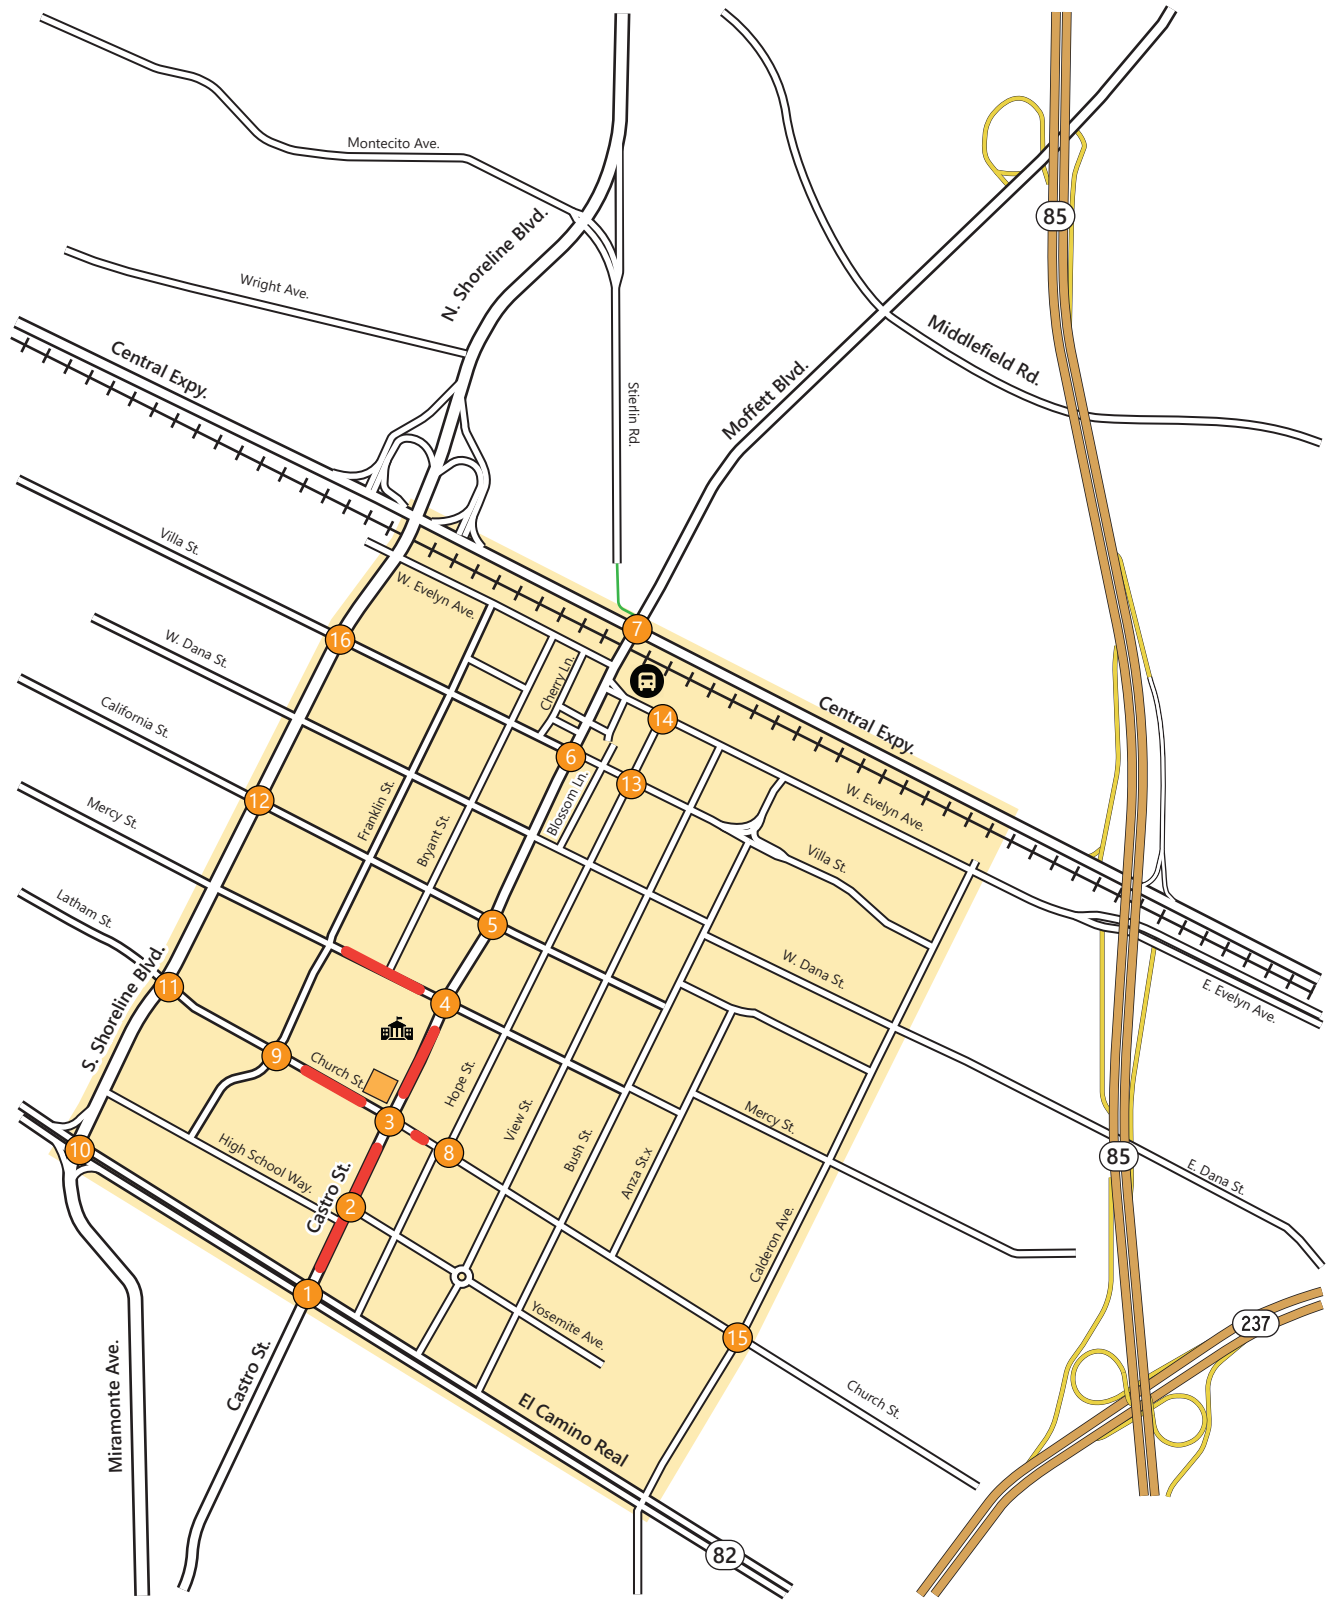 Montecito Ave.
N. Shoreline Blvd.
85
Wright Ave.
Central Expy.
Middlefield Rd.
Moffett Blvd.
Stierlin Rd.
Villa St.
W. Evelyn Ave.
7
16
W. Dana St.
Cherry Ln.
14
California St.
Central Expy.
6
13
Mercy St.
12
Franklin St.
Bryant St.
Blossom Ln.
W. Evelyn Ave.
Villa St.
Latham St.
5
W. Dana St.
S. Shoreline Blvd.
11
4
E. Evelyn Ave.
9
Church St.
Hope St.
View St.
Mercy St.
3
10
8
Bush St.
Anza St.x
85
High School Way.
E. Dana St.
Castro St.
2
Calderon Ave.
1
Yosemite Ave.
15
237
Miramonte Ave.
Castro St.
Church St.
El Camino Real
82